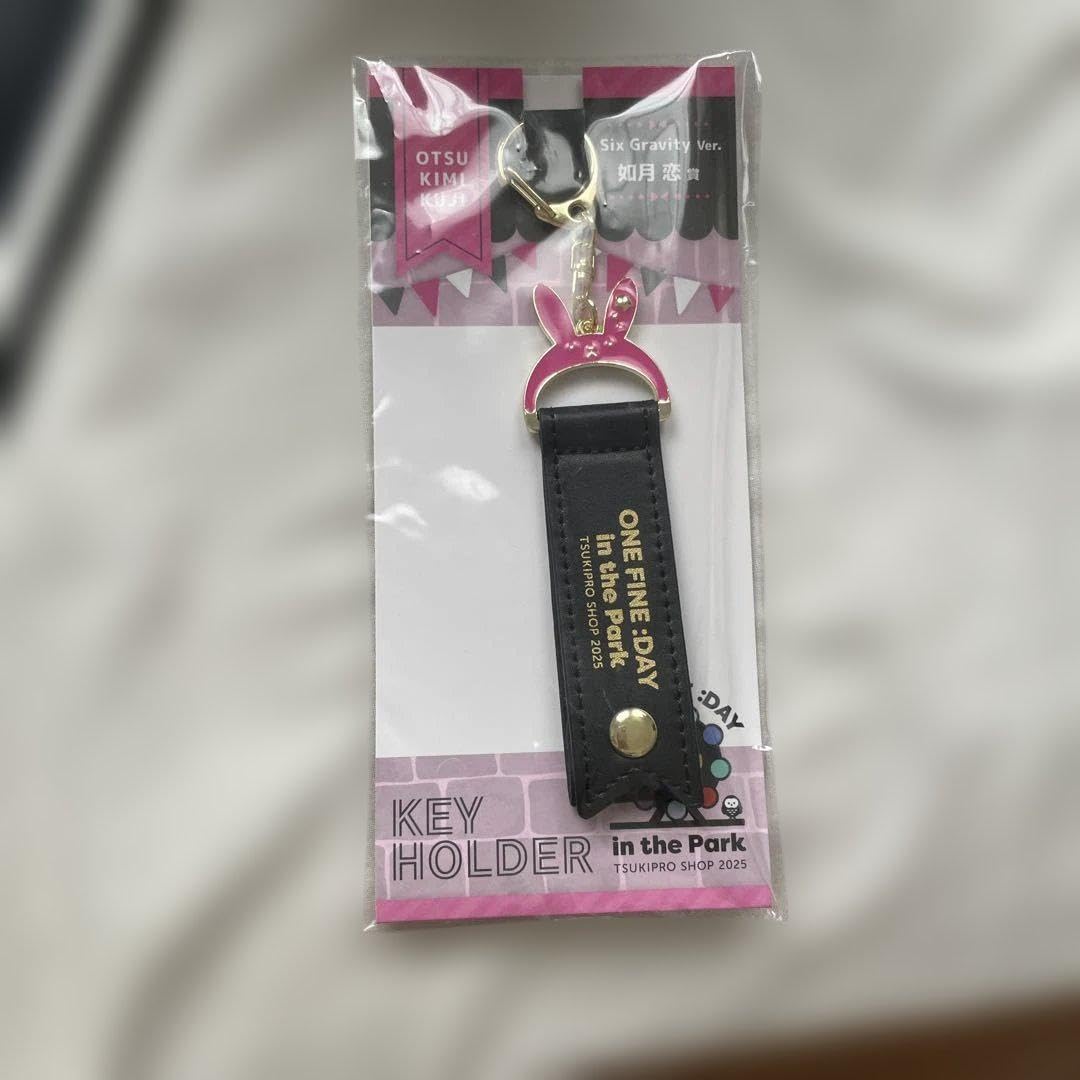 OTSU
KIMI
KUJI
Six Gravity Ver.
如月 恋 賞
ONE FINE :DAY
in the Park
TSUKIPRO SHOP 2025
:DAY
KEY
HOLDER
in the Park
TSUKIPRO SHOP 2025